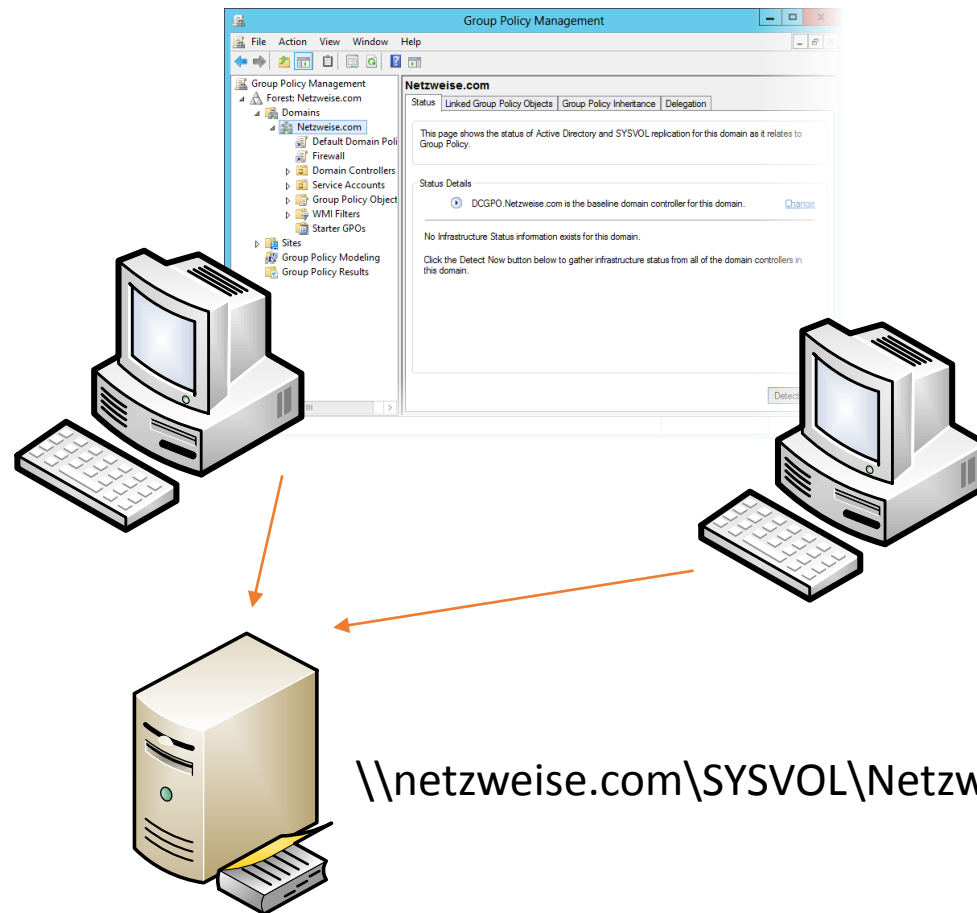 Group Policy Management
File Action View Window Help
Group Policy Management
Forest: Netzweise.com
Domains
Netzweise.com
Default Domain Poli
Firewall
Domain Controllers
Service Accounts
Group Policy Object
WMI Filters
Starter GPOs
Sites
Group Policy Modeling
Group Policy Results
Netzweise.com
Status Linked Group Policy Objects Group Policy Inheritance Delegation
This page shows the status of Active Directory and SYSVOL replication for this domain as it relates to
Group Policy.
Status Details
DCGPO.Netzweise.com is the baseline domain controller for this domain. Change
No Infrastructure Status information exists for this domain.
Click the Detect Now button below to gather infrastructure status from all of the domain controllers in
this domain.
Detect
\\netzweise.com\SYSVOL\Netzw